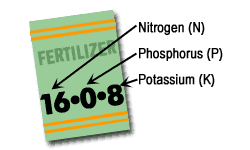 Nitrogen (N)
FERTILIZER
Phosphorus (P)
Potassium (K)
16•0•8